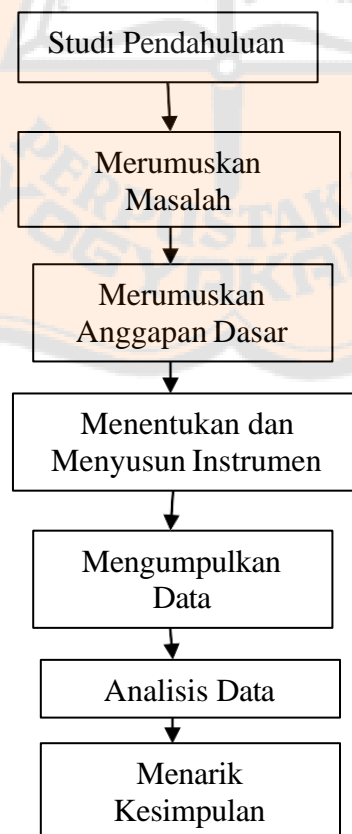 Studi Pendahuluan
Merumuskan
Masalah
Merumuskan
Anggapan Dasar
Menentukan dan
Menyusun Instrumen
Mengumpulkan
Data
Analisis Data
Menarik
Kesimpulan